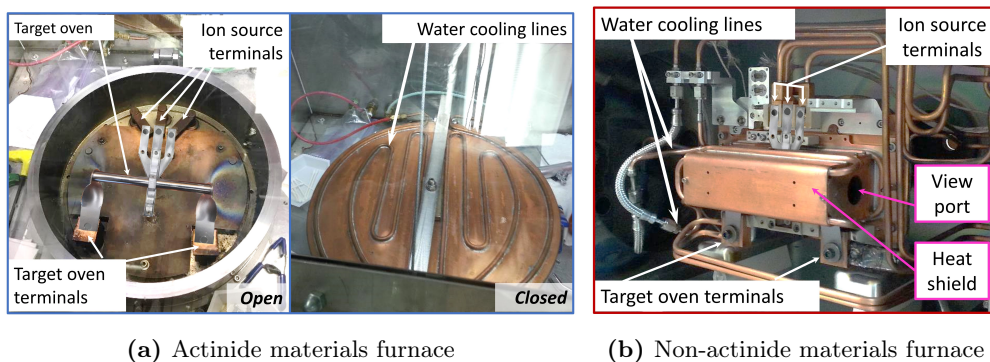 Target oven
Ion source
terminals
Target oven
terminals
Open
Water cooling lines
Closed
Water cooling lines
Ion source
terminals
View
port
Heat
shield
Target oven terminals
(a) Actinide materials furnace
(b) Non-actinide materials furnace